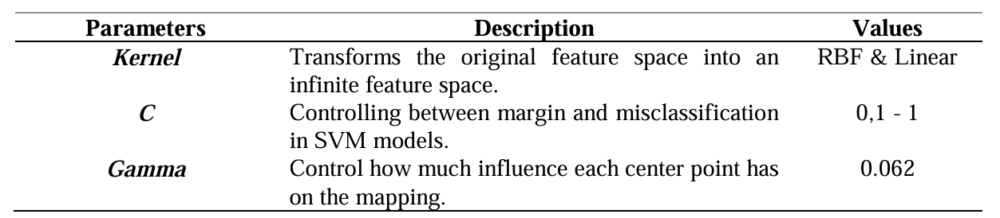 Parameters Description Values
Kernel Transforms the original feature space into an RBF & Linear
infinite feature space.
C Controlling between margin and misclassification 0,1 - 1
in SVM models.
Gamma Control how much influence each center point has 0.062
on the mapping.